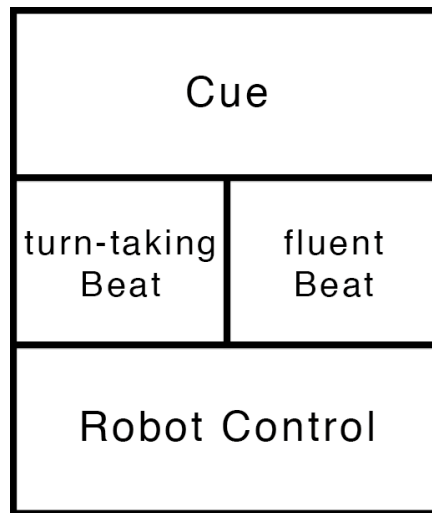 Cue
turn-taking
Beat
fluent
Beat
Robot Control